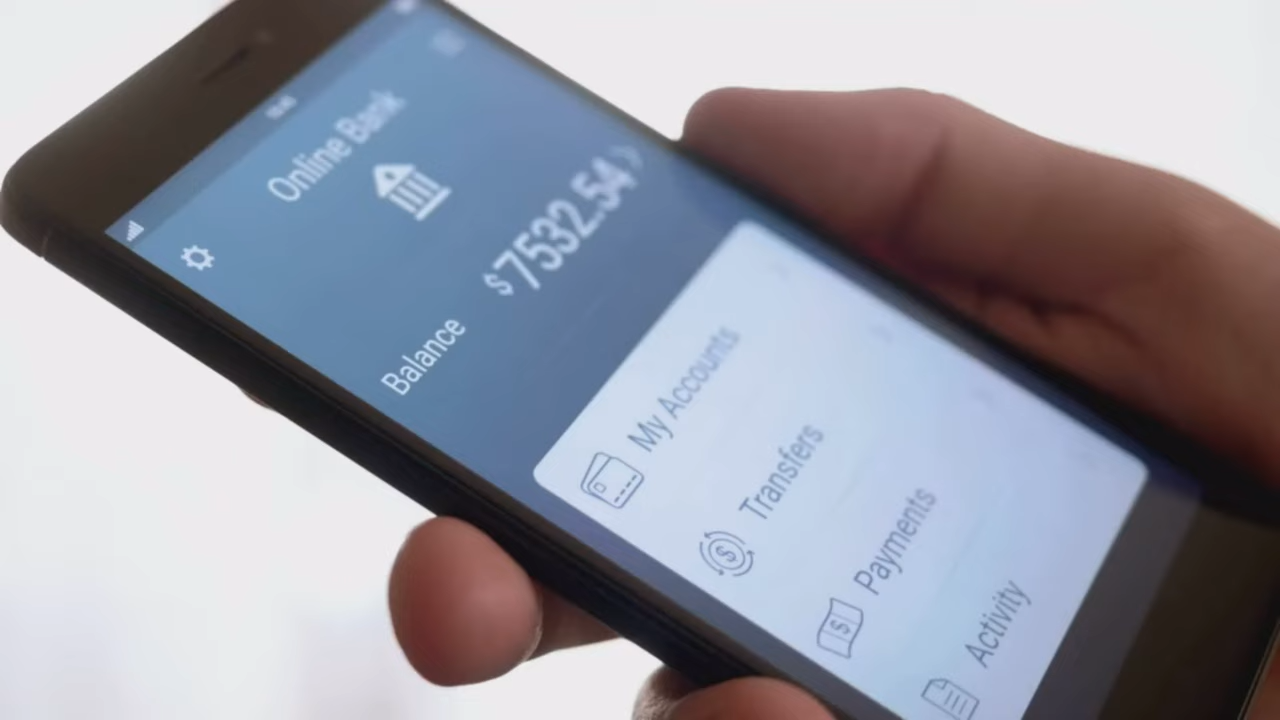 Online Bank
Balance $7532.54
My Accounts
Transfers
Payments
Activity